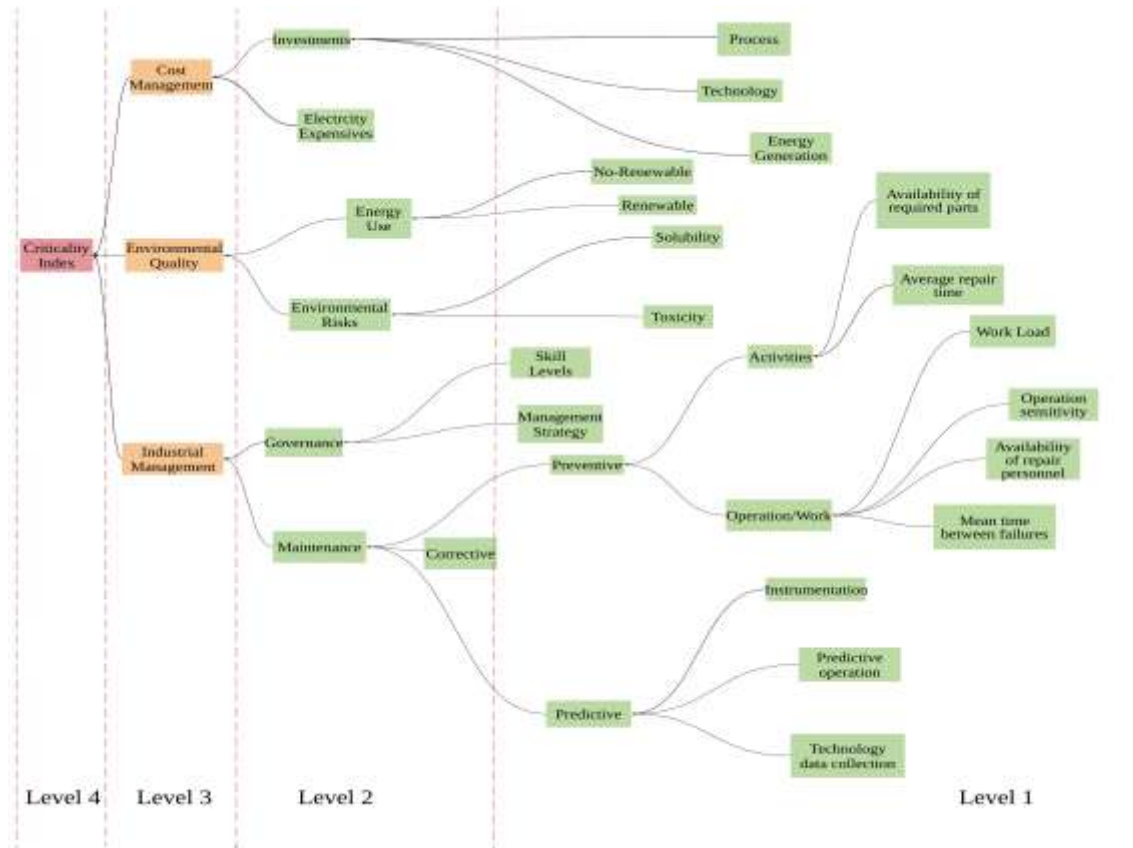 Investments
Process
Cost
Management
Technology
Electrcity
Expensives
Energy
Generation
No-Renewable
Availability of
required parts
Energy
Use
Renewable
Solubility
Criticality
Index
Environmental
Quality
Average repair
time
Environmental
Risks
Toxicity
Work Load
Skill
Levels
Activities
Operation
sensitivity
Management
Strategy
Governance
Industrial
Management
Preventive
Availability
of repair
personnel
Operation/Work
Mean time
between failures
Maintenance
Corrective
Instrumentation
Predictive
operation
Predictive
Technology
data collection
Level 4
Level 3
Level 2
Level 1